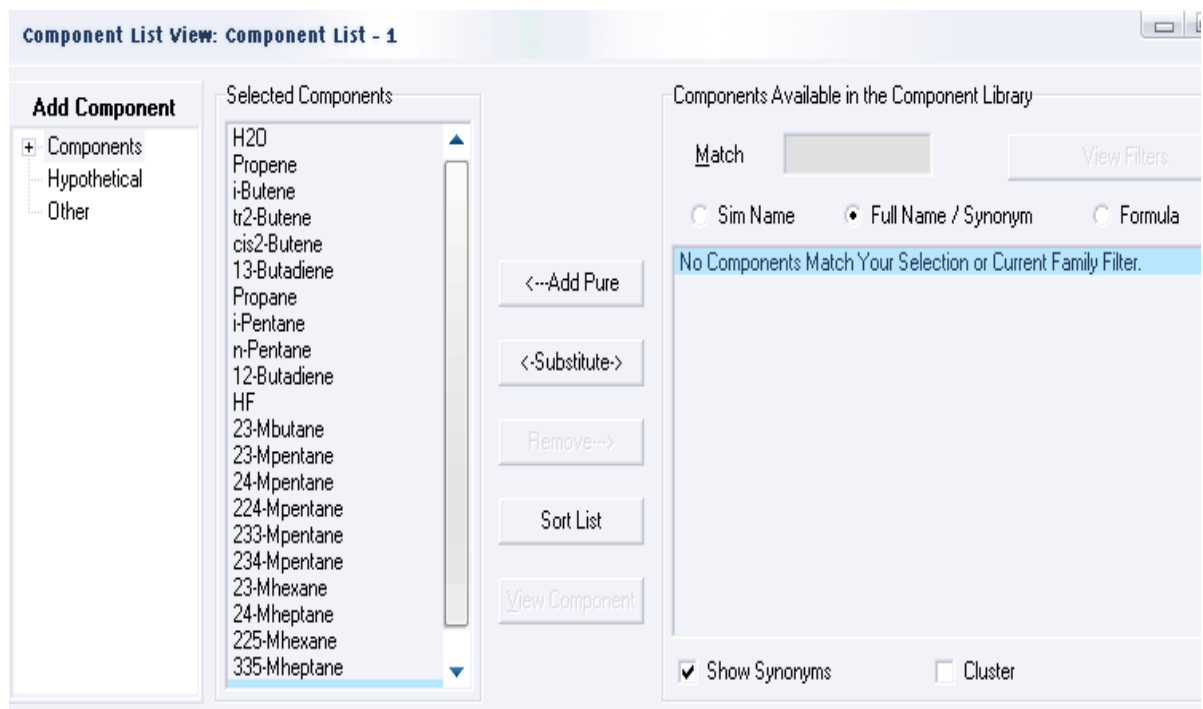 Component List View: Component List - 1
Add Component
Components
Hypothetical
Other
Selected Components
H2O
Propene
i-Butene
tr2-Butene
cis2-Butene
13-Butadiene
Propane
i-Pentane
n-Pentane
12-Butadiene
HF
23-Mbutane
23-Mpentane
24-Mpentane
224-Mpentane
233-Mpentane
234-Mpentane
23-Mhexane
24-Mheptane
225-Mhexane
335-Mheptane
<---Add Pure
<-Substitute->
Remove--->
Sort List
View Component
Components Available in the Component Library
Match
View Filters
Sim Name
Full Name / Synonym
Formula
No Components Match Your Selection or Current Family Filter.
Show Synonyms
Cluster